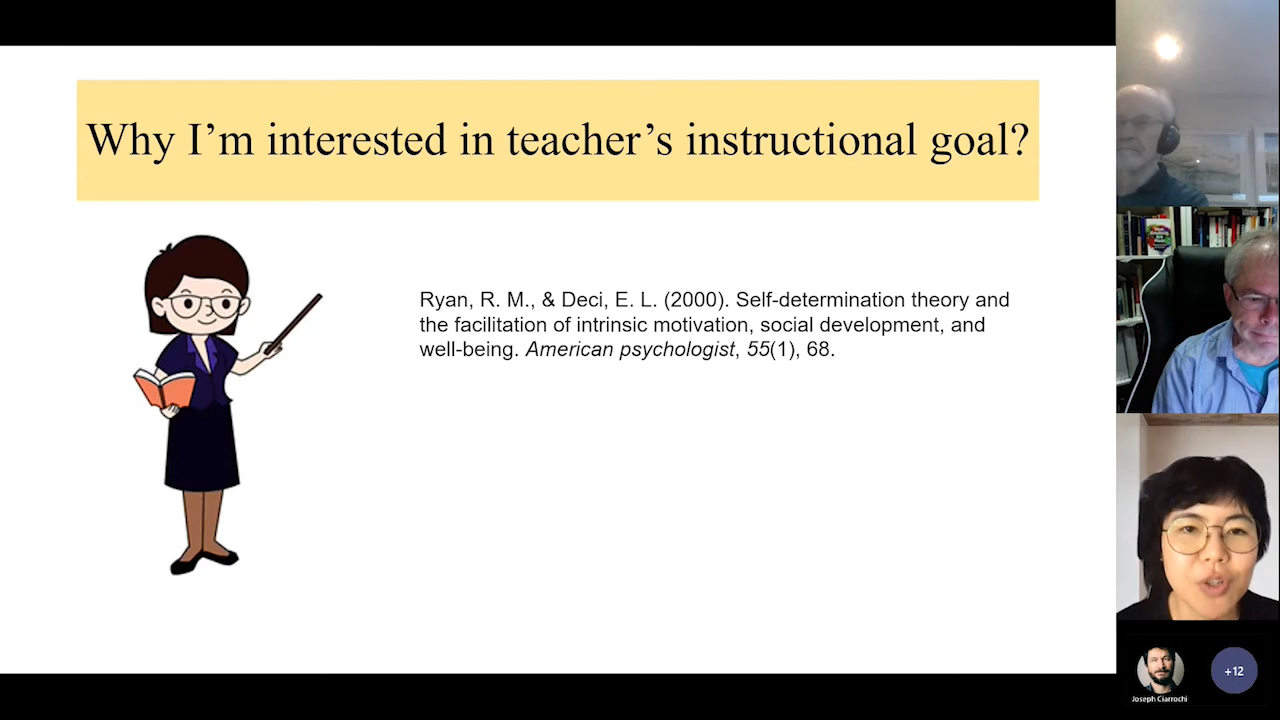 Why I’m interested in teacher’s instructional goal?
Ryan, R. M., & Deci, E. L. (2000). Self-determination theory and
the facilitation of intrinsic motivation, social development, and
well-being. American psychologist, 55(1), 68.
Joseph Ciarrochi
+12